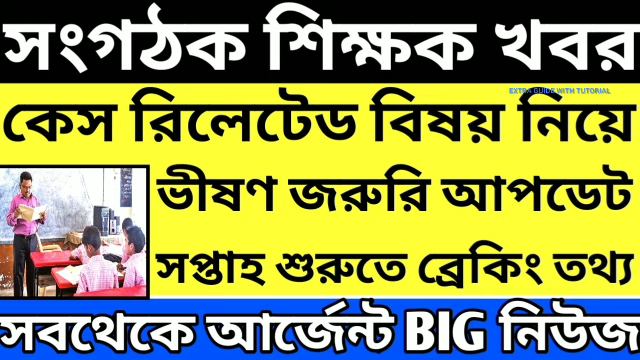 সংগঠক শিক্ষক খবর
EXTRA GUIDE WITH TUTORIAL
কেস রিলেটেড বিষয় নিয়ে
ভীষণ জরুরি আপডেট
সপ্তাহ শুরুতে ব্রেকিং তথ্য
সবথেকে আর্জেন্ট BIG নিউজ